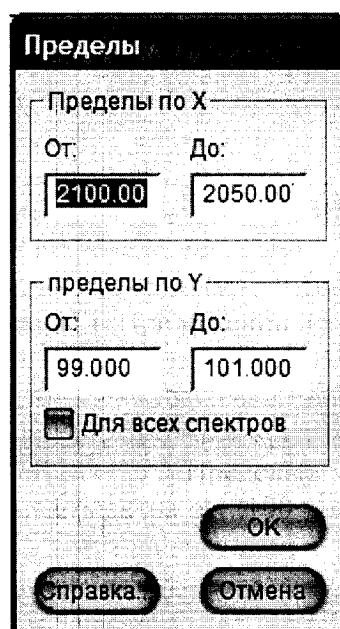 Пределы
Пределы по X
От: До:
2100.00 2050.00
пределы по Y
От: До:
99.000 101.000
Для всех спектров
OK
Справка... Отмена